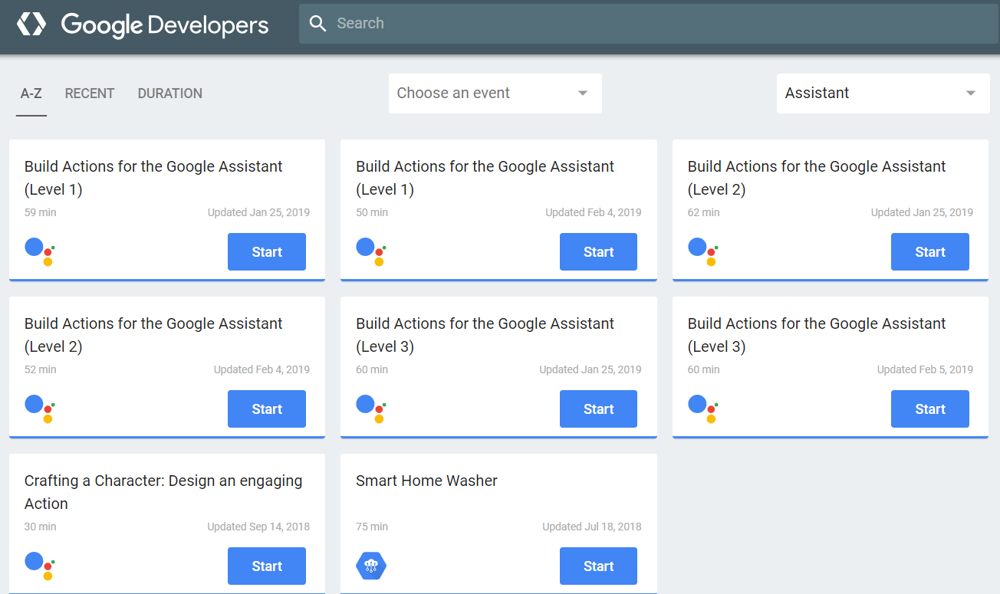 Google Developers
Search
A-Z RECENT DURATION
Choose an event
Assistant
Build Actions for the Google Assistant
(Level 1)
59 min Updated Jan 25, 2019
Start
Build Actions for the Google Assistant
(Level 1)
50 min Updated Feb 4, 2019
Start
Build Actions for the Google Assistant
(Level 2)
62 min Updated Jan 25, 2019
Start
Build Actions for the Google Assistant
(Level 2)
52 min Updated Feb 4, 2019
Start
Build Actions for the Google Assistant
(Level 3)
60 min Updated Jan 25, 2019
Start
Build Actions for the Google Assistant
(Level 3)
60 min Updated Feb 5, 2019
Start
Crafting a Character: Design an engaging
Action
30 min Updated Sep 14, 2018
Start
Smart Home Washer
75 min Updated Jul 18, 2018
Start